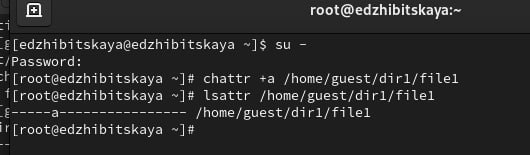 root@edzhibitskaya:~
[edzhibitskaya@edzhibitskaya ~]$ su -
Password:
[root@edzhibitskaya ~]# chattr +a /home/guest/dir1/file1
[root@edzhibitskaya ~]# lsattr /home/guest/dir1/file1
-----a---------------- /home/guest/dir1/file1
[root@edzhibitskaya ~]#